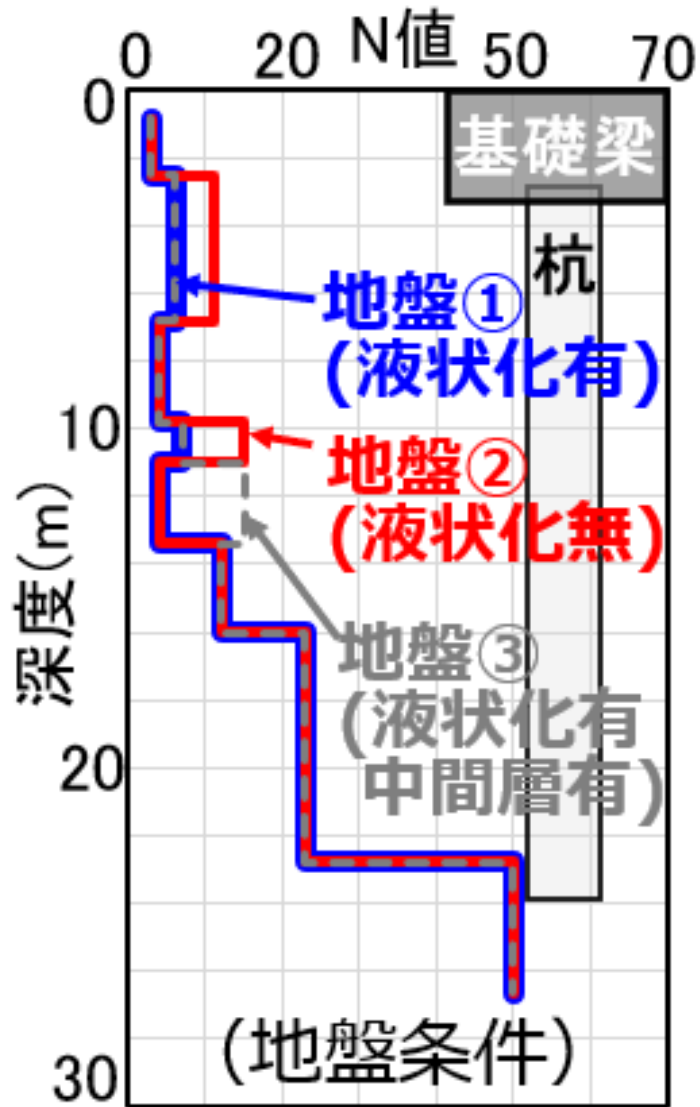 N値
0 20 50 70
0
基礎梁
杭
地盤①
(液状化有)
10
地盤②
(液状化無)
深度(m)
地盤③
(液状化有
中間層有)
20
(地盤条件)
30